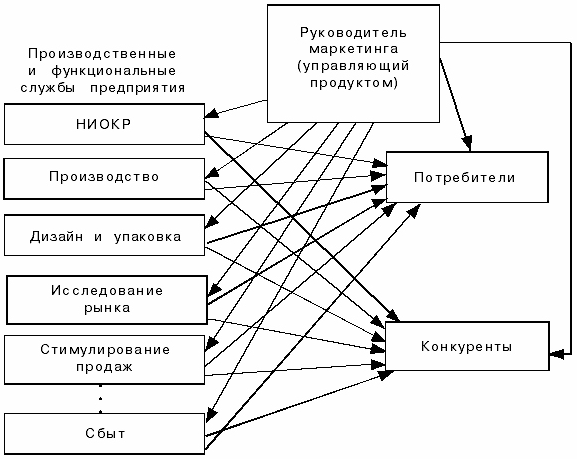 Руководитель
маркетинга
(управляющий
продуктом)
Производственные
и функциональные
службы предприятия
НИОКР
Производство
Потребители
Дизайн и упаковка
Исследование
рынка
Стимулирование
продаж
Конкуренты
Сбыт